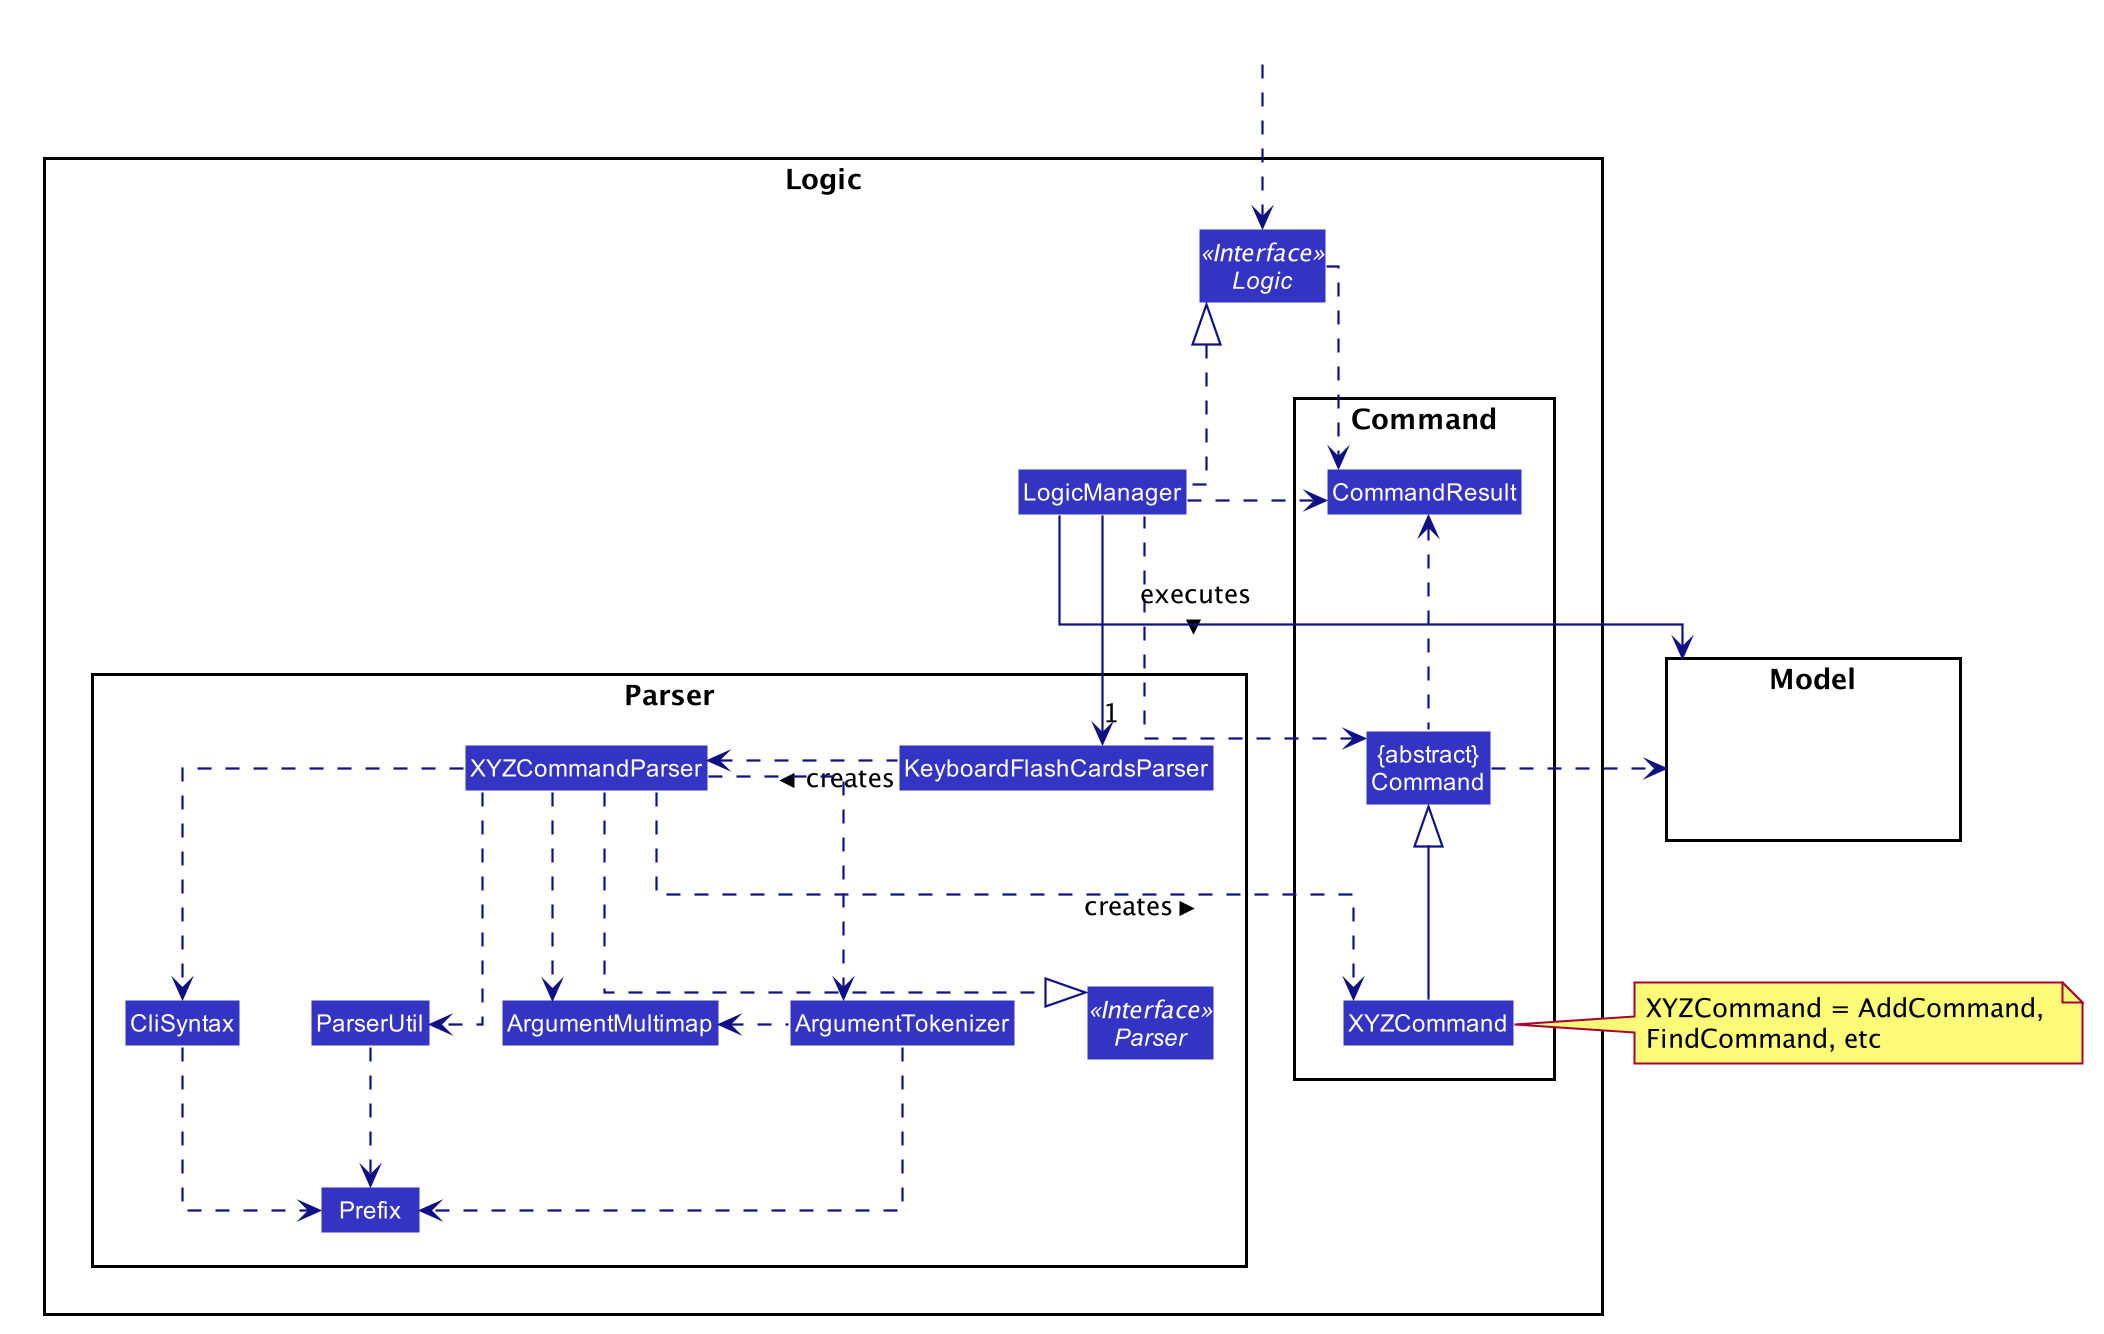 Logic
«Interface»
Logic
Command
LogicManager
CommandResult
executes
▼
Model
Parser
1
XYZCommandParser
◄ creates
KeyboardFlashCardsParser
{abstract}
Command
creates ►
CliSyntax
ParserUtil
ArgumentMultimap
ArgumentTokenizer
«Interface»
Parser
XYZCommand
XYZCommand = AddCommand,
FindCommand, etc
Prefix